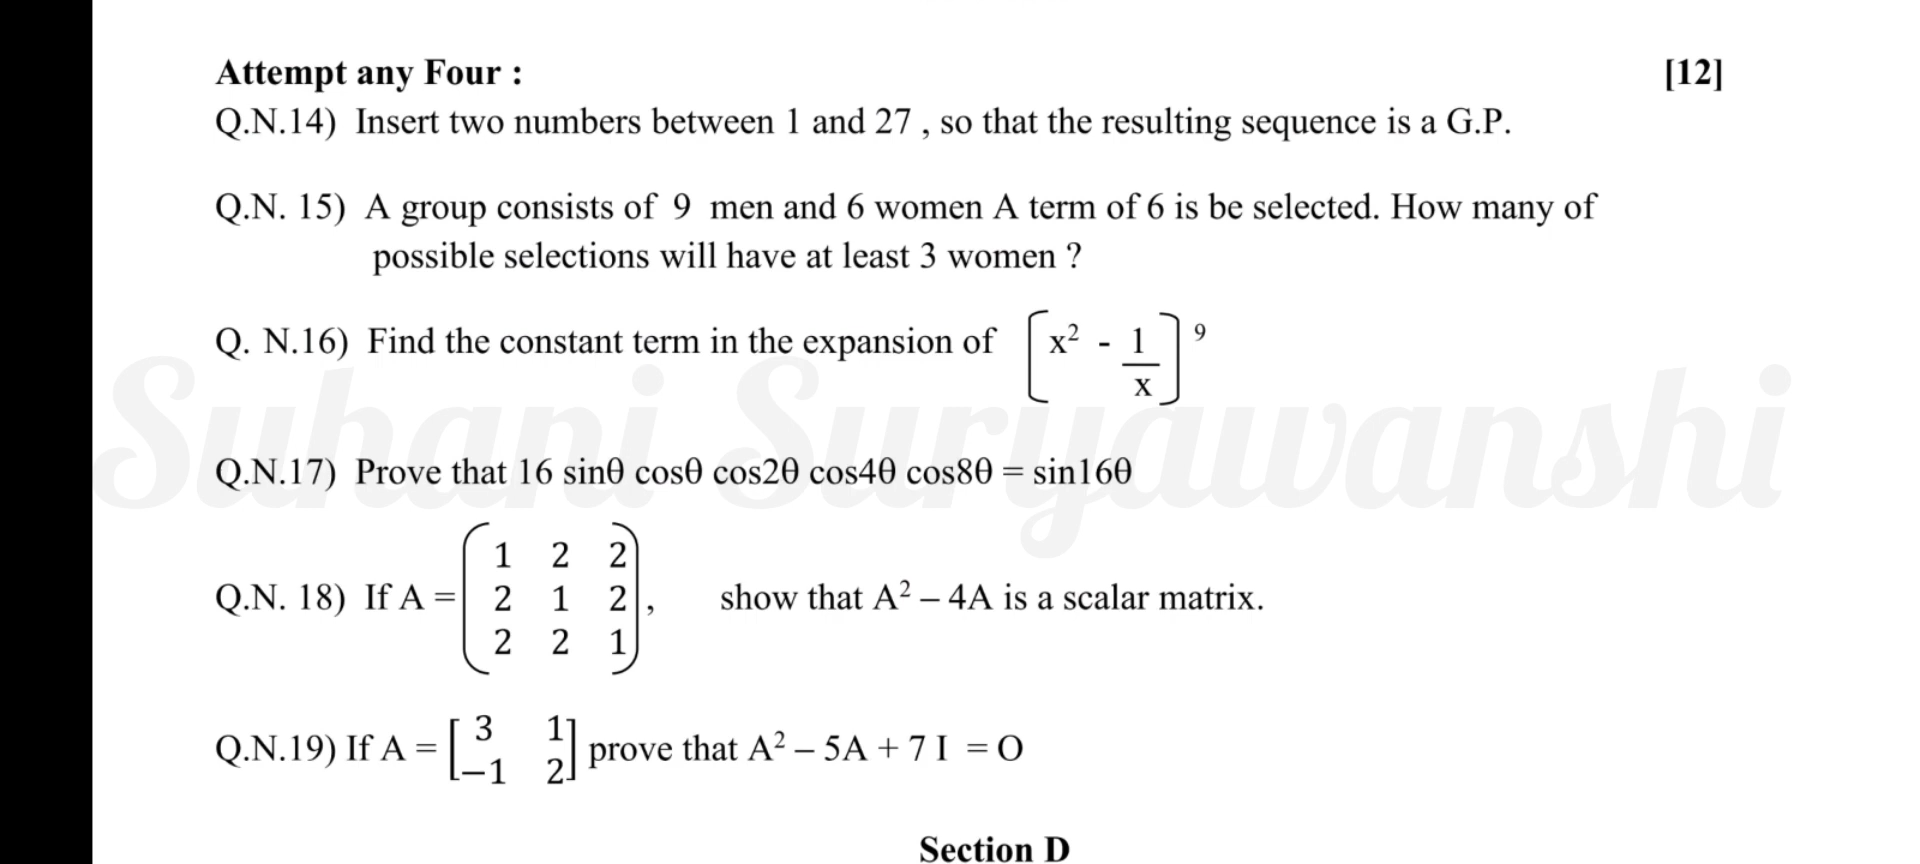 Attempt any Four : [12]
Q.N.14) Insert two numbers between 1 and 27 , so that the resulting sequence is a G.P.
Q.N. 15) A group consists of 9 men and 6 women A term of 6 is be selected. How many of
possible selections will have at least 3 women ?
Q. N.16) Find the constant term in the expansion of [x² - 1/x]⁹
Suhani Suryawanshi
Q.N.17) Prove that 16 sinθ cosθ cos2θ cos4θ cos8θ = sin16θ
1 2 2
Q.N. 18) If A = 2 1 2 , show that A² – 4A is a scalar matrix.
2 2 1
Q.N.19) If A = [3 1 −1 2] prove that A² – 5A + 7 I = O
Section D